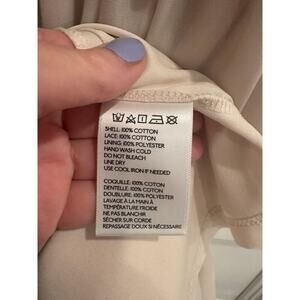 SHELL: 100% COTTON
LACE: 100% COTTON
LINING: 100% POLYESTER
HAND WASH COLD
DO NOT BLEACH
LINE DRY
USE COOL IRON IF NEEDED
COQUILLE: 100% COTTON
DENTELLE: 100% COTTON
DOUBLURE: 100% POLYESTER
LAVAGE À LA MAIN À
TEMPÉRATURE FROIDE
NE PAS BLANCHIR
SÉCHER SUR CORDE
REPASSAGE DOUX SI NÉCESSAIRE